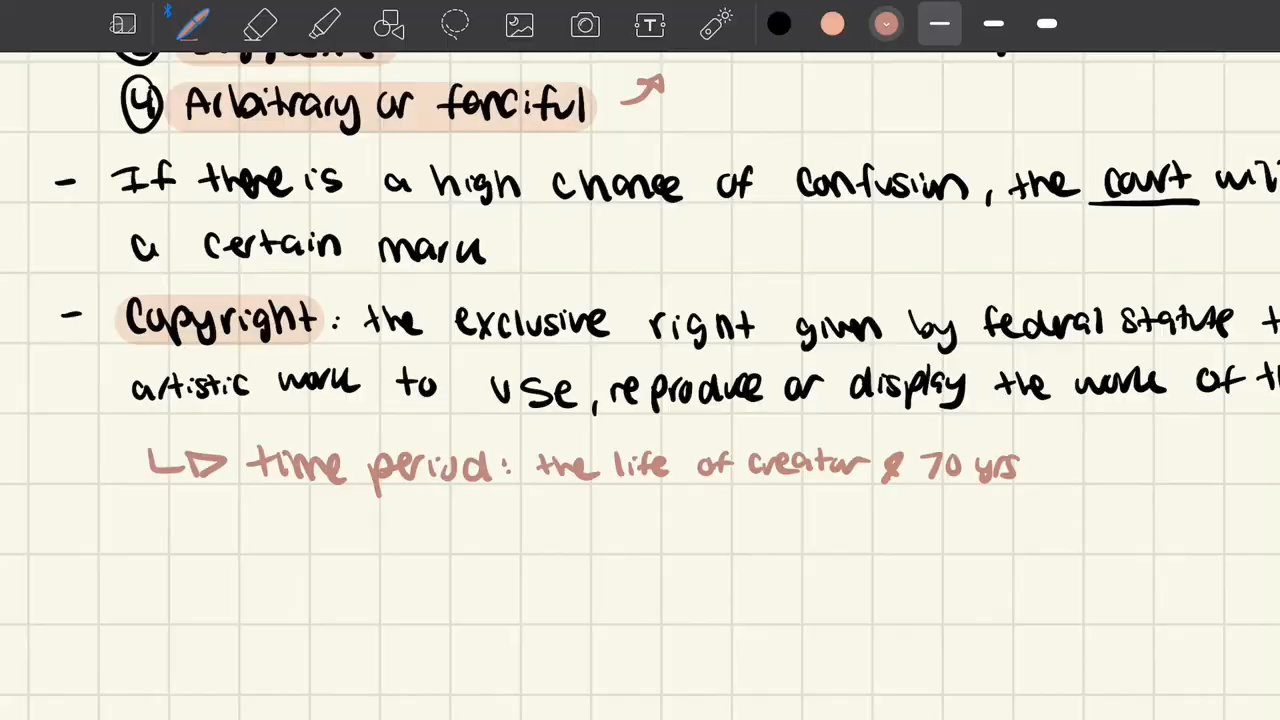 ④ Arbitrary or fanciful
- If there is a high chance of confusion, the court
a certain mark
- Copyright: the exclusive right given by federal statute
artistic work to use, reproduce or display the work of
↳ time period: the life of creator & 70 yrs